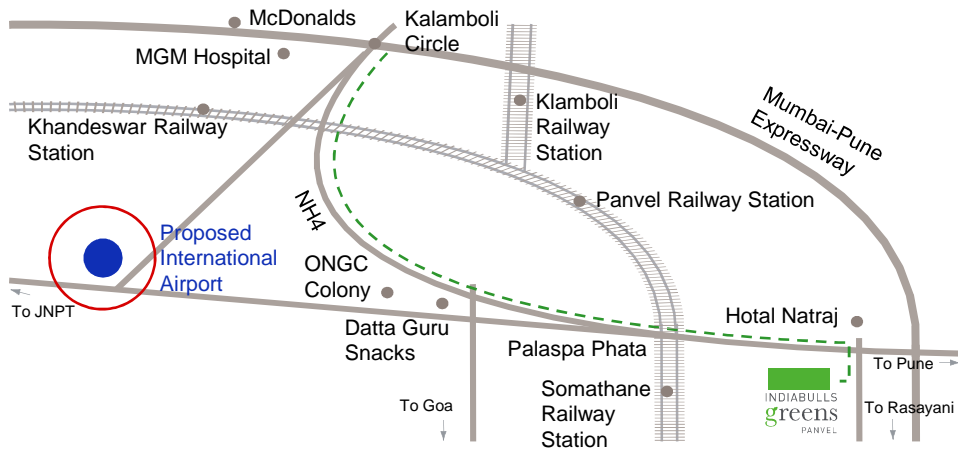 McDonalds
Kalamboli
Circle
MGM Hospital
Klamboli
Railway
Station
Mumbai-Pune
Expressway
Khandeswar Railway
Station
Panvel Railway Station
NH4
Proposed
International
Airport
ONGC
Colony
To JNPT
Datta Guru
Snacks
Hotal Natraj
Palaspa Phata
To Pune
Somathane
Railway
Station
INDIABULLS
greens
PANVEL
To Goa
To Rasayani